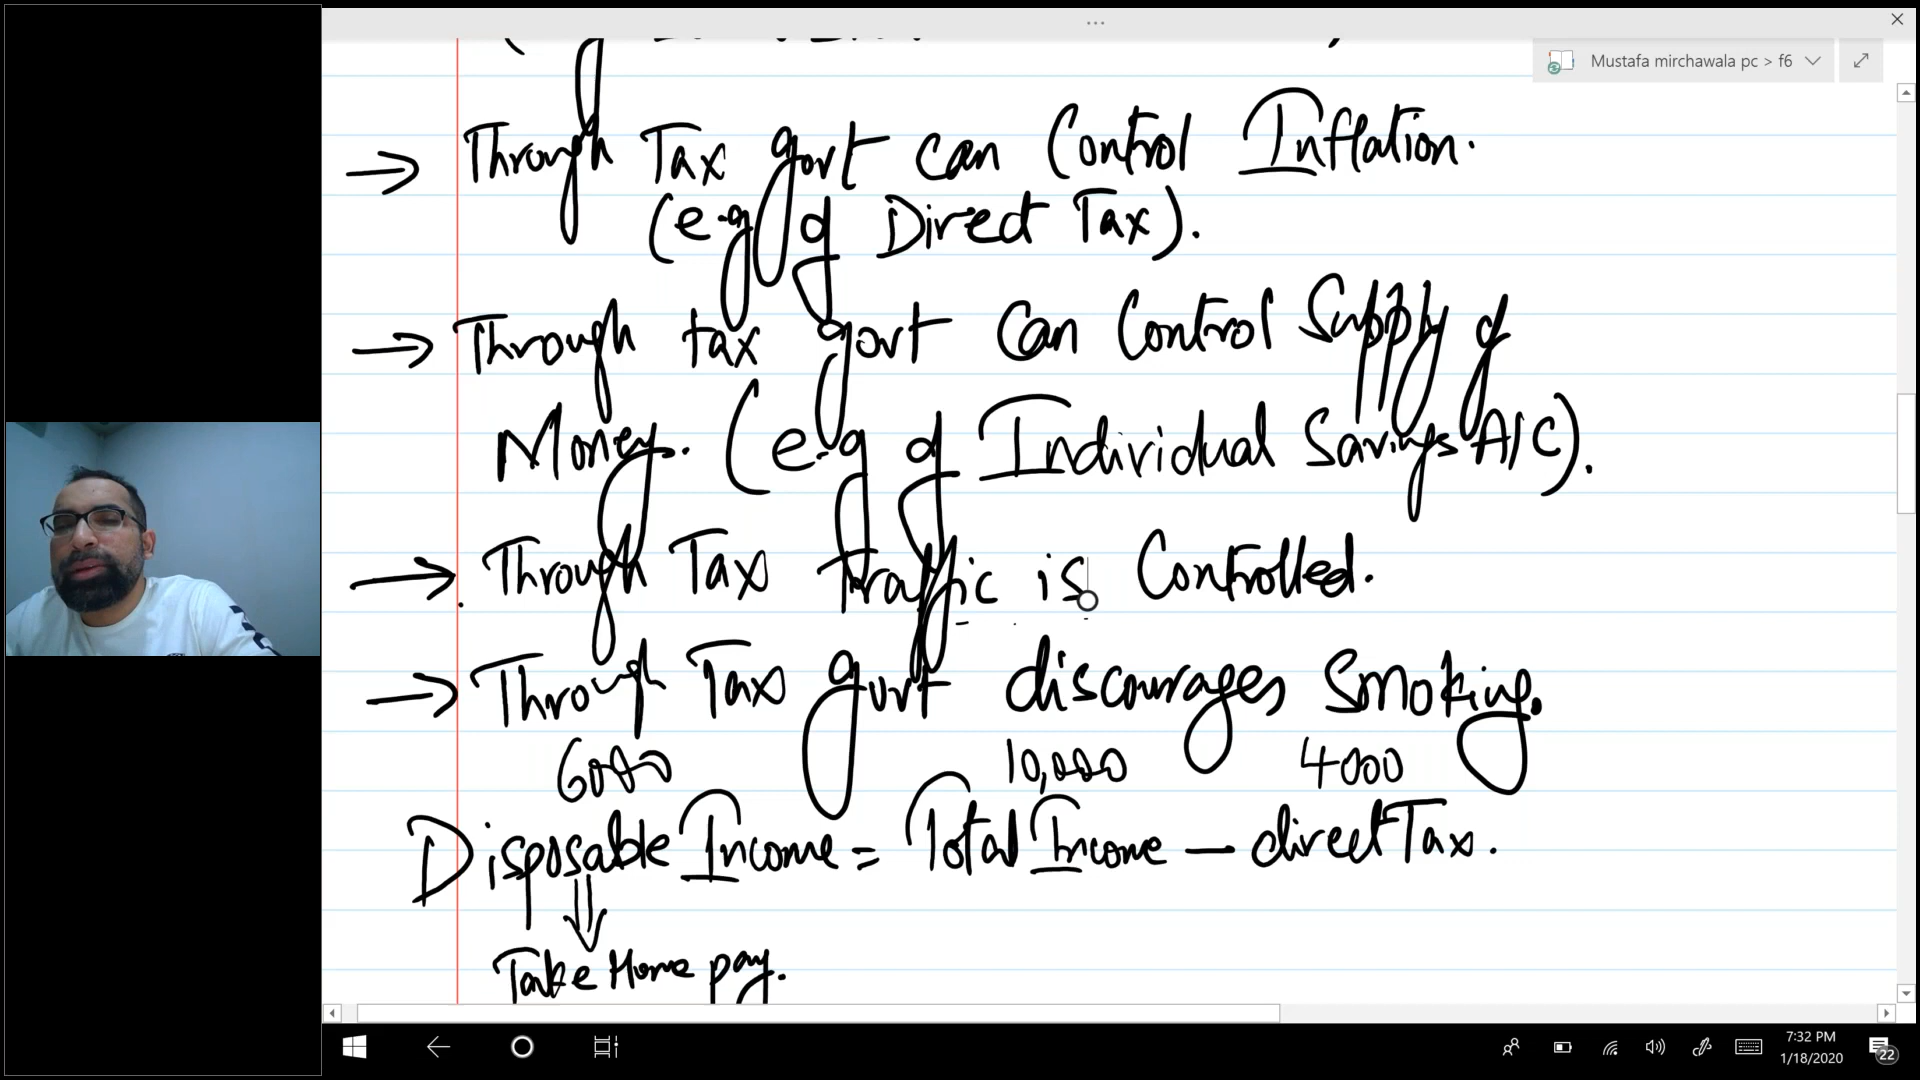 Mustafa mirchawala pc > f6
→ Through Tax govt can Control Inflation.
(e.g of Direct Tax).
→ Through tax govt Can Control Supply of
Money. (e.g of Individual Savings A/C).
→ Through Tax traffic is Controlled.
→ Through Tax govt discourages Smoking.
6000 10,000 4000
Disposable Income = Total Income — direct Tax.
⇓
Take Home pay.
7:32 PM
1/18/2020
22